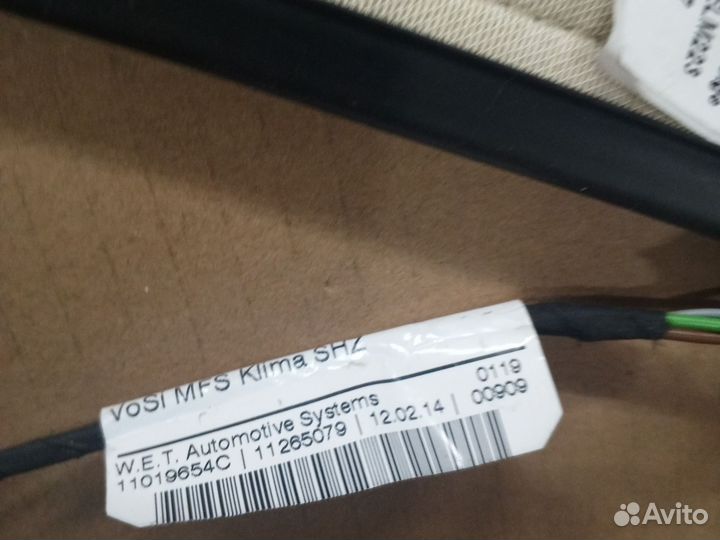 VoSi MFS Klima SHZ
W.E.T. Automotive Systems 0119
11019654C | 11265079 | 12.02.14 | 00909
Avito